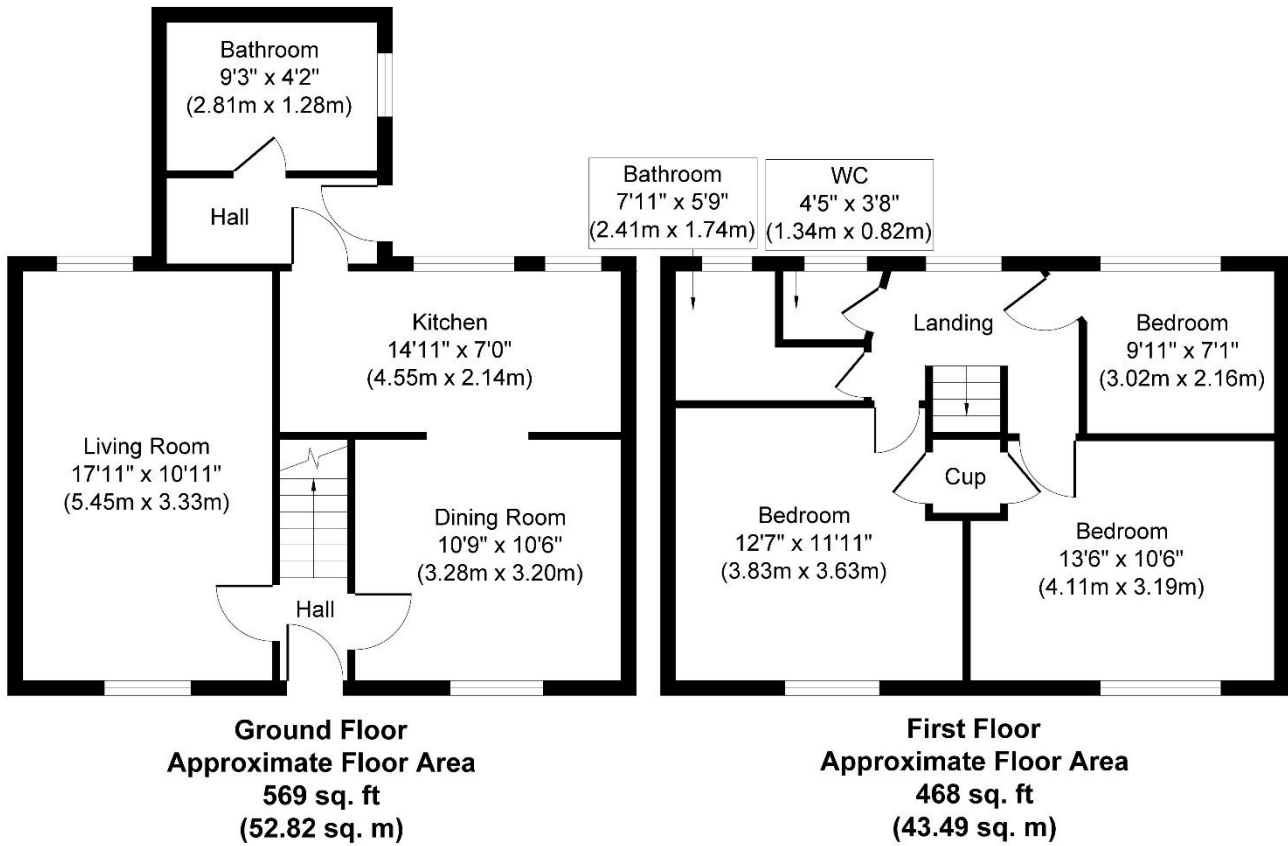 Bathroom
9'3" x 4'2"
(2.81m x 1.28m)
Hall
Kitchen
14'11" x 7'0"
(4.55m x 2.14m)
Living Room
17'11" x 10'11"
(5.45m x 3.33m)
Dining Room
10'9" x 10'6"
(3.28m x 3.20m)
Hall
Ground Floor
Approximate Floor Area
569 sq. ft
(52.82 sq. m)
Bathroom
7'11" x 5'9"
(2.41m x 1.74m)
WC
4'5" x 3'8"
(1.34m x 0.82m)
Landing
Bedroom
9'11" x 7'1"
(3.02m x 2.16m)
Cup
Bedroom
12'7" x 11'11"
(3.83m x 3.63m)
Bedroom
13'6" x 10'6"
(4.11m x 3.19m)
First Floor
Approximate Floor Area
468 sq. ft
(43.49 sq. m)